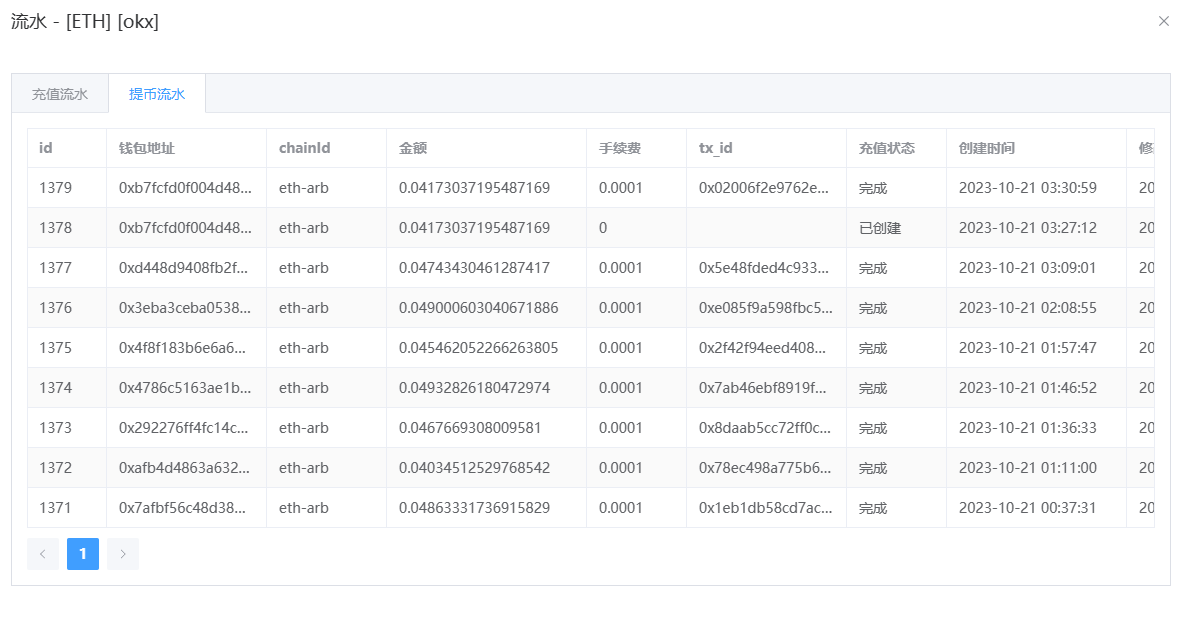 流水 - [ETH] [okx]
充值流水 提币流水
id 钱包地址 chainId 金额 手续费 tx_id 充值状态 创建时间
1379 0xb7fcfd0f004d48... eth-arb 0.04173037195487169 0.0001 0x02006f2e9762e... 完成 2023-10-21 03:30:59 20
1378 0xb7fcfd0f004d48... eth-arb 0.04173037195487169 0 已创建 2023-10-21 03:27:12 20
1377 0xd448d9408fb2f... eth-arb 0.04743430461287417 0.0001 0x5e48fded4c933... 完成 2023-10-21 03:09:01 20
1376 0x3eba3ceba0538... eth-arb 0.049000603040671886 0.0001 0xe085f9a598fbc5... 完成 2023-10-21 02:08:55 20
1375 0x4f8f183b6e6a6... eth-arb 0.045462052266263805 0.0001 0x2f42f94eed408... 完成 2023-10-21 01:57:47 20
1374 0x4786c5163ae1b... eth-arb 0.04932826180472974 0.0001 0x7ab46ebf8919f... 完成 2023-10-21 01:46:52 20
1373 0x292276ff4fc14c... eth-arb 0.0467669308009581 0.0001 0x8daab5cc72ff0c... 完成 2023-10-21 01:36:33 20
1372 0xafb4d4863a632... eth-arb 0.04034512529768542 0.0001 0x78ec498a775b6... 完成 2023-10-21 01:11:00 20
1371 0x7afbf56c48d38... eth-arb 0.04863331736915829 0.0001 0x1eb1db58cd7ac... 完成 2023-10-21 00:37:31 20
1